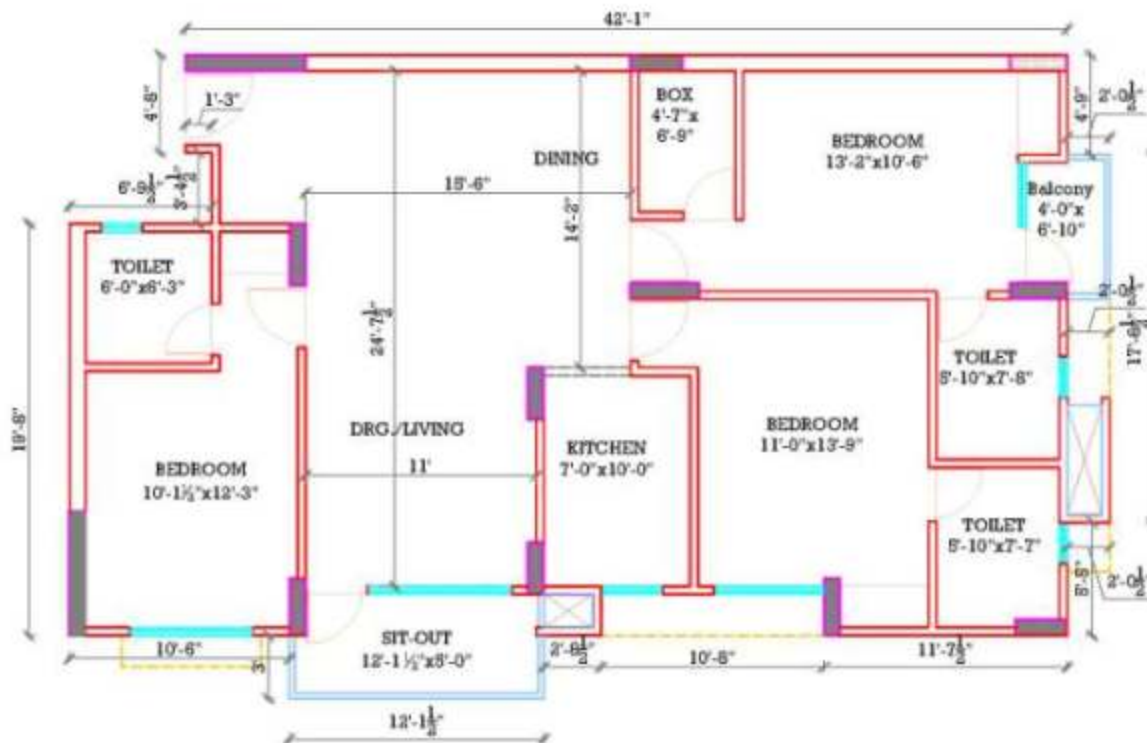 42'-1"
4'-8"
1'-3"
BOX
4'-7"x
6'-9"
BEDROOM
13'-2"x10'-6"
4'-9"
DINING
15'-6"
14'-2"
Balcony
4'-0"x
6'-10"
TOILET
6'-0"x6'-3"
24'-7½"
TOILET
5'-10"x7'-8"
19'-8"
DRG./LIVING
11'
BEDROOM
11'-0"x13'-9"
KITCHEN
7'-0"x10'-0"
BEDROOM
10'-1½"x12'-3"
TOILET
5'-10"x7'-7"
SIT-OUT
12'-1½"x5'-0"
10'-6"
3'
11'-7½"
12'-1½"